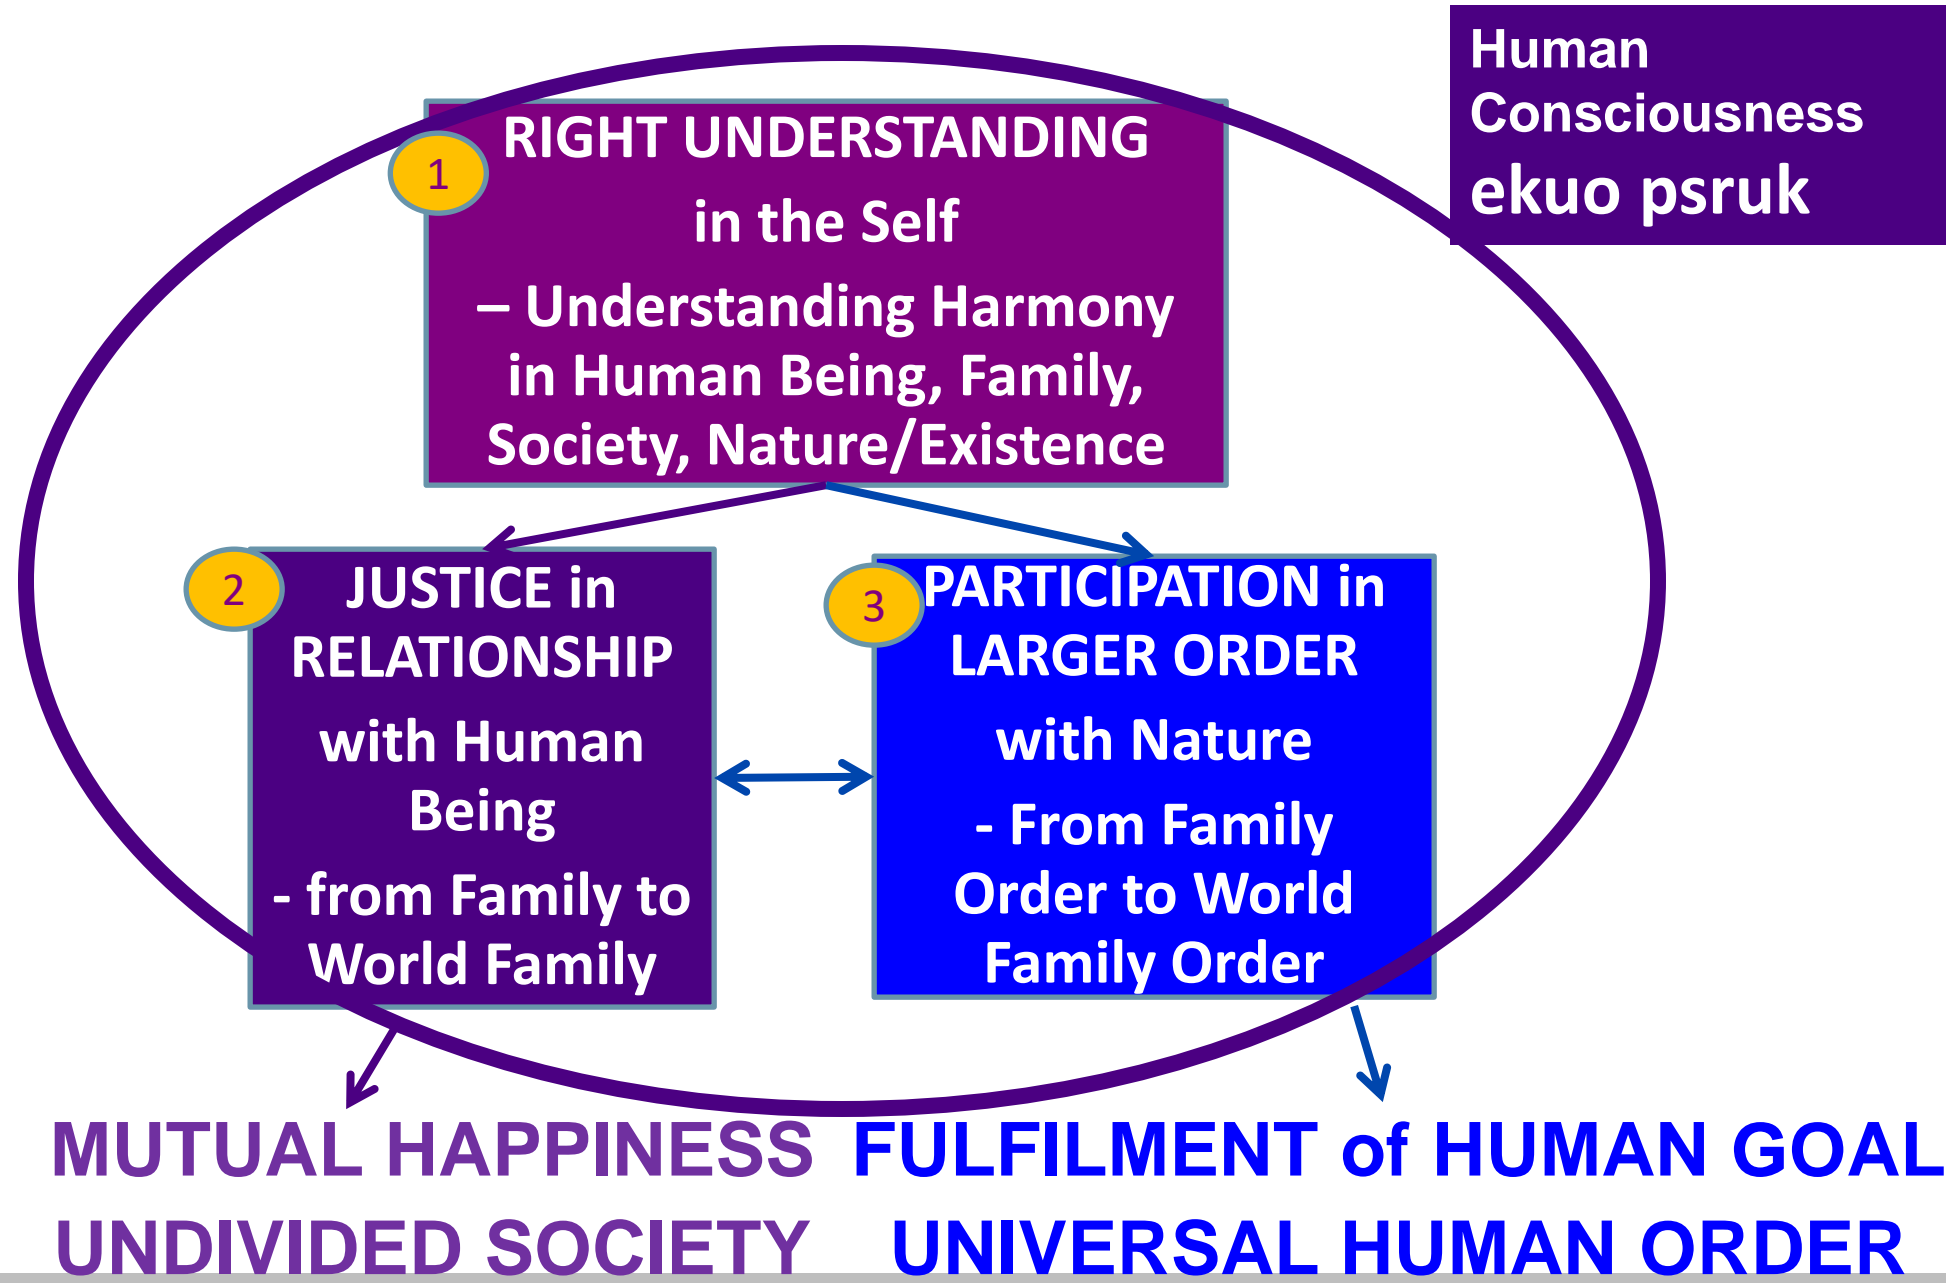 Human
Consciousness
ekuo psruk
1
RIGHT UNDERSTANDING
in the Self
– Understanding Harmony
in Human Being, Family,
Society, Nature/Existence
2
JUSTICE in
RELATIONSHIP
with Human
Being
- from Family to
World Family
3
PARTICIPATION in
LARGER ORDER
with Nature
- From Family
Order to World
Family Order
MUTUAL HAPPINESS
UNDIVIDED SOCIETY
FULFILMENT of HUMAN GOAL
UNIVERSAL HUMAN ORDER